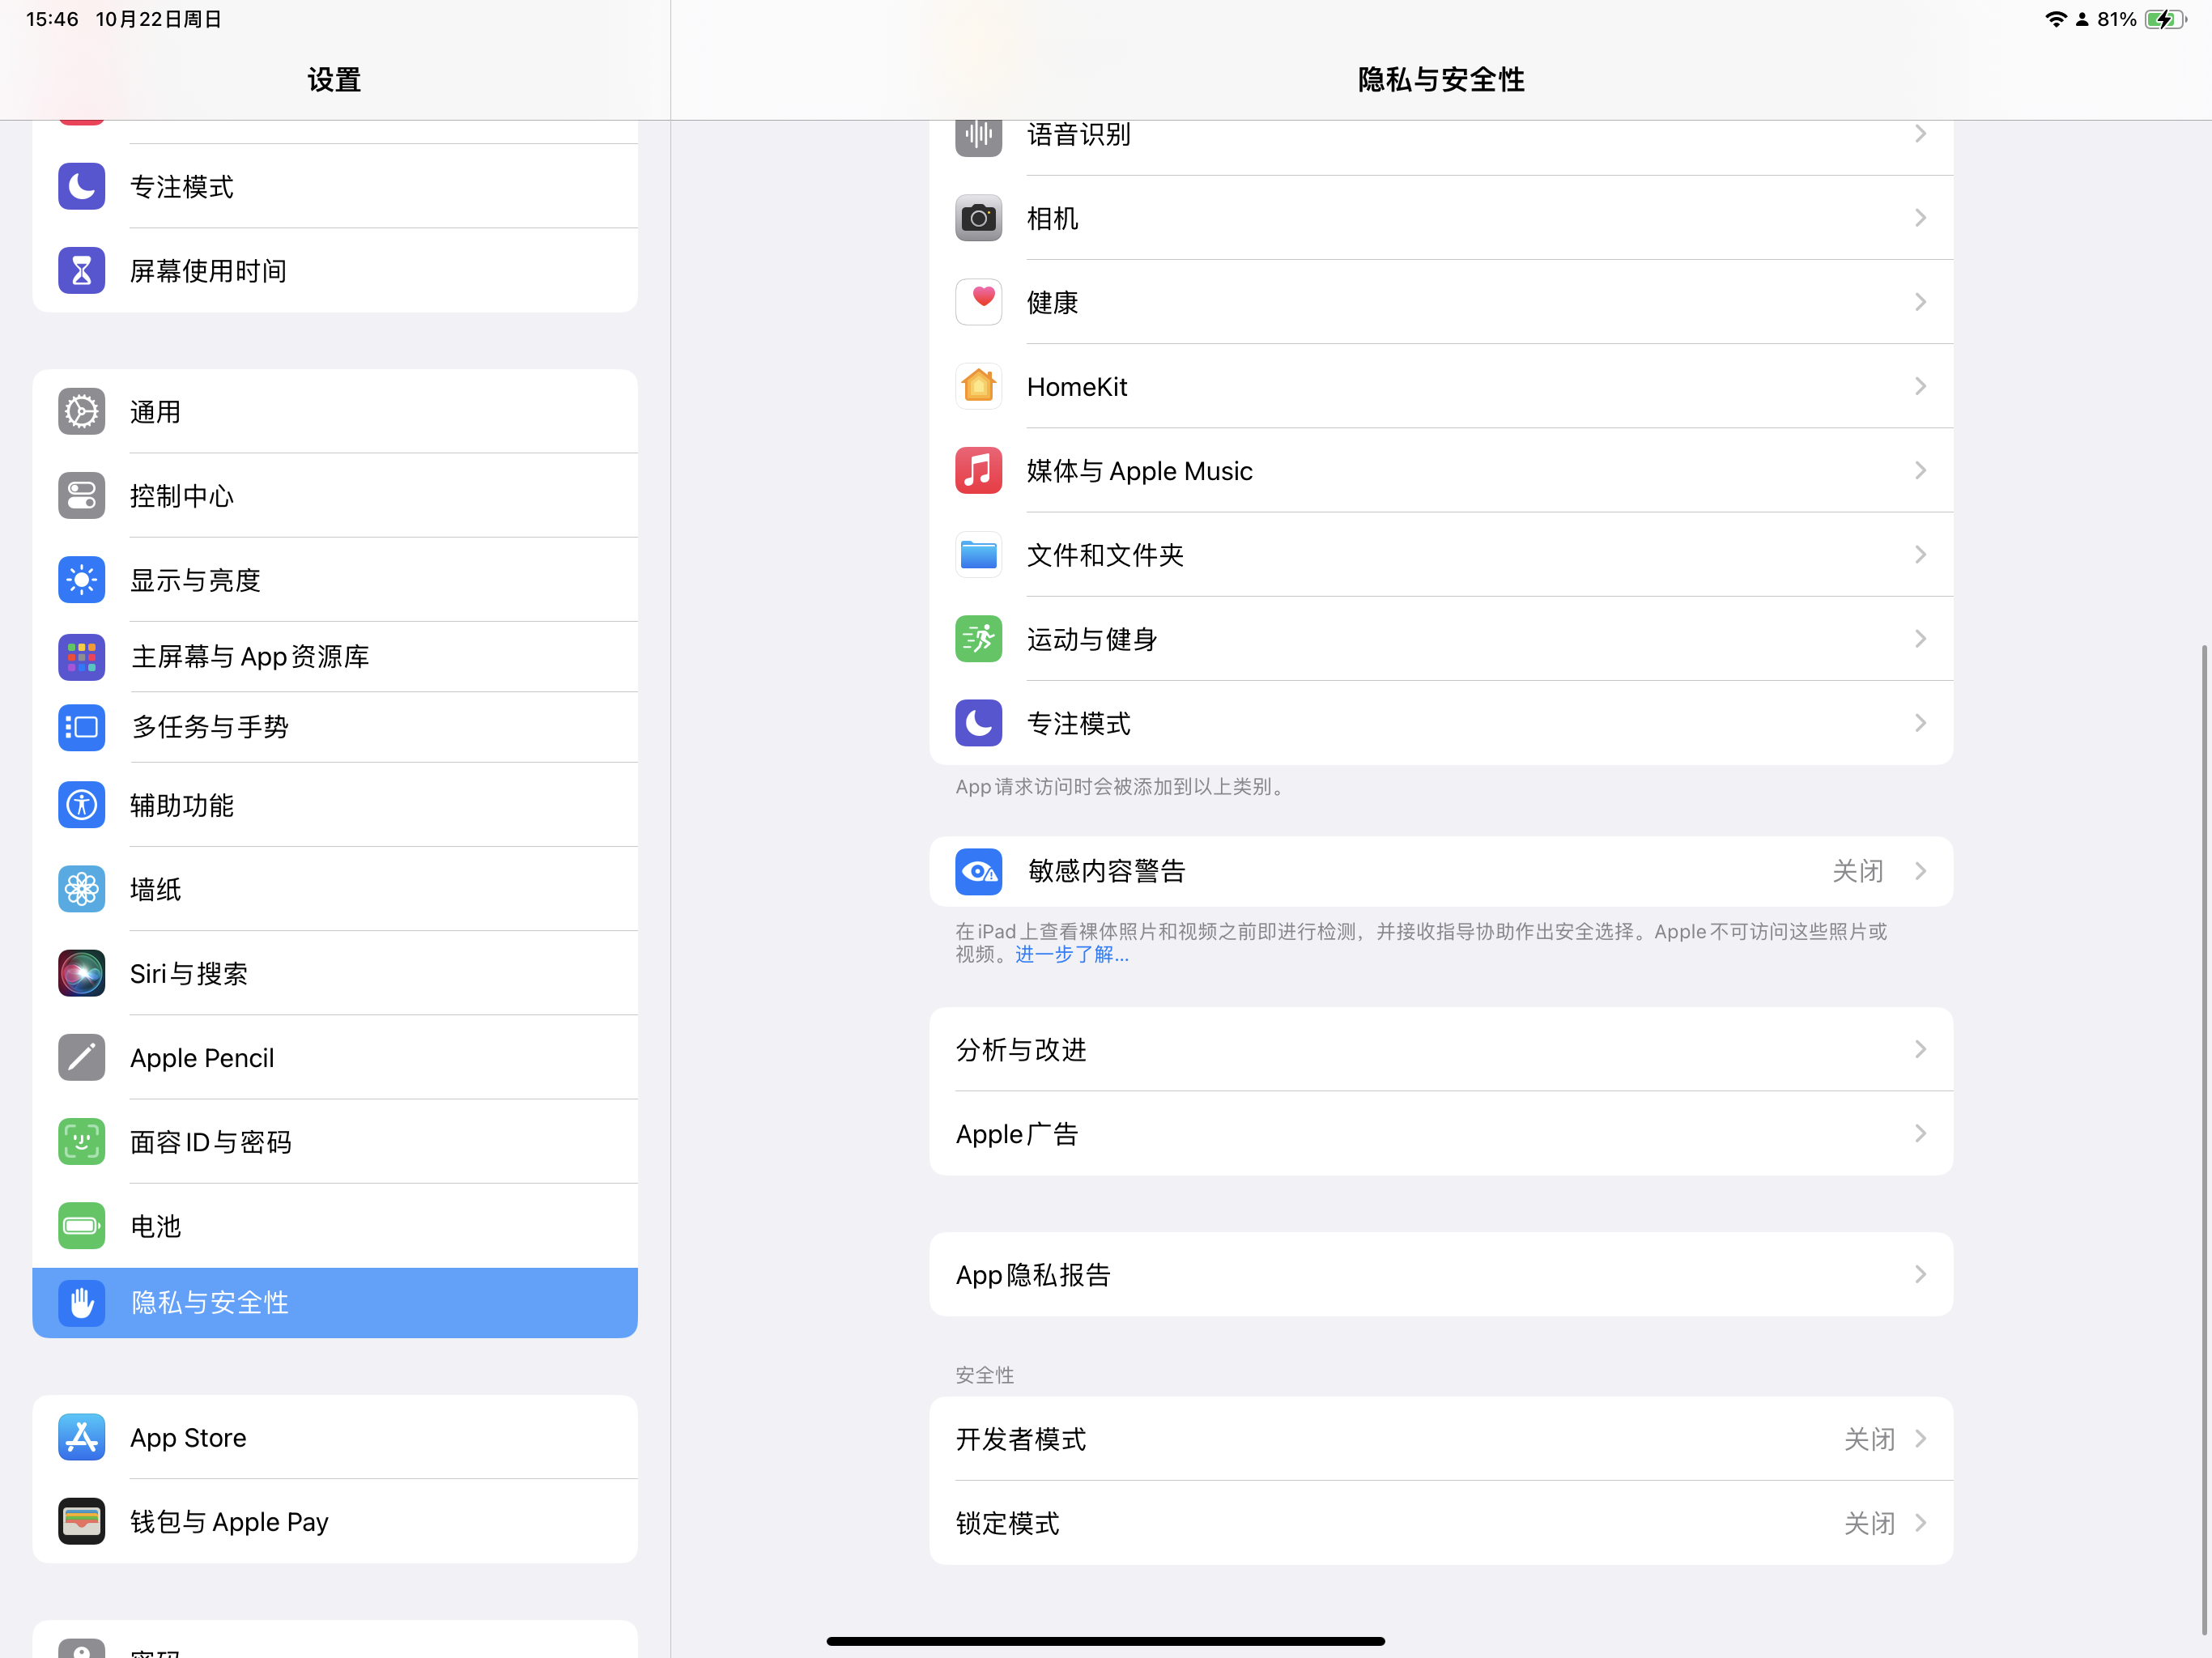 15:46 10月22日周日
81%
设置
专注模式
屏幕使用时间
通用
控制中心
显示与亮度
主屏幕与 App 资源库
多任务与手势
辅助功能
墙纸
Siri与搜索
Apple Pencil
面容ID与密码
电池
隐私与安全性
App Store
钱包与 Apple Pay
密码
隐私与安全性
语音识别
相机
健康
HomeKit
媒体与 Apple Music
文件和文件夹
运动与健身
专注模式
App请求访问时会被添加到以上类别。
敏感内容警告 关闭
在 iPad 上查看裸体照片和视频之前即进行检测，并接收指导协助作出安全选择。Apple 不可访问这些照片或
视频。进一步了解...
分析与改进
Apple广告
App隐私报告
安全性
开发者模式 关闭
锁定模式 关闭